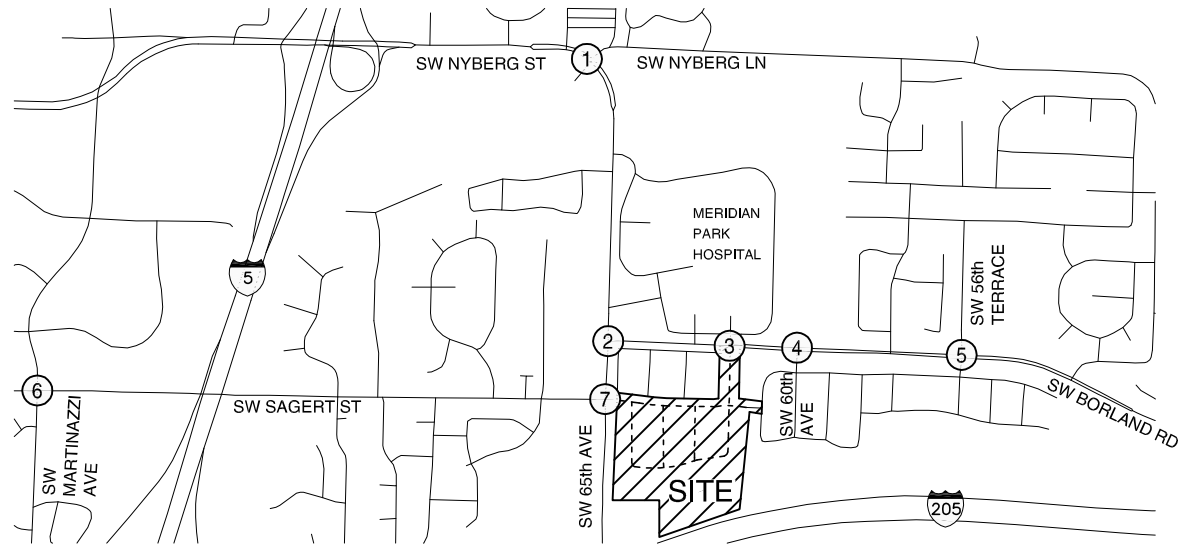 1
SW NYBERG ST
SW NYBERG LN
MERIDIAN
PARK
HOSPITAL
5
SW 56th
TERRACE
2
3
4
5
6
7
SW SAGERT ST
SW 60th
AVE
SW BORLAND RD
SW
MARTINAZZI
AVE
SW 65th AVE
SITE
205